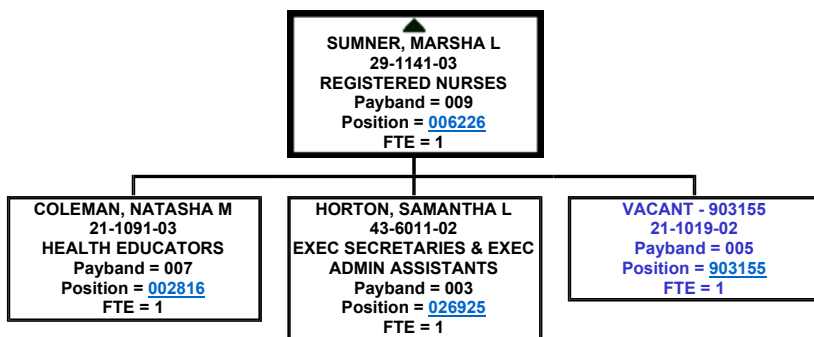 SUMNER, MARSHA L
29-1141-03
REGISTERED NURSES
Payband = 009
Position = 006226
FTE = 1
COLEMAN, NATASHA M
21-1091-03
HEALTH EDUCATORS
Payband = 007
Position = 002816
FTE = 1
HORTON, SAMANTHA L
43-6011-02
EXEC SECRETARIES & EXEC
ADMIN ASSISTANTS
Payband = 003
Position = 026925
FTE = 1
VACANT - 903155
21-1019-02
Payband = 005
Position = 903155
FTE = 1